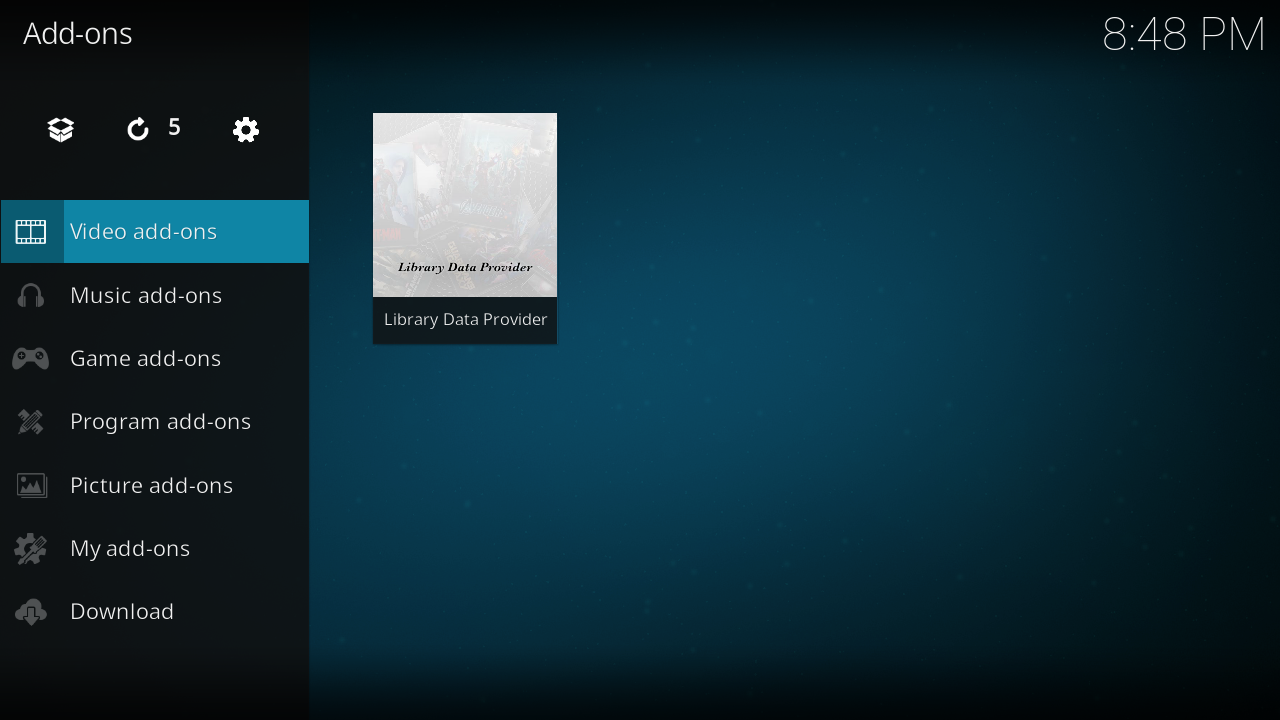 Add-ons
8:48 PM
5
Video add-ons
Music add-ons
Game add-ons
Program add-ons
Picture add-ons
My add-ons
Download
Library Data Provider
Library Data Provider